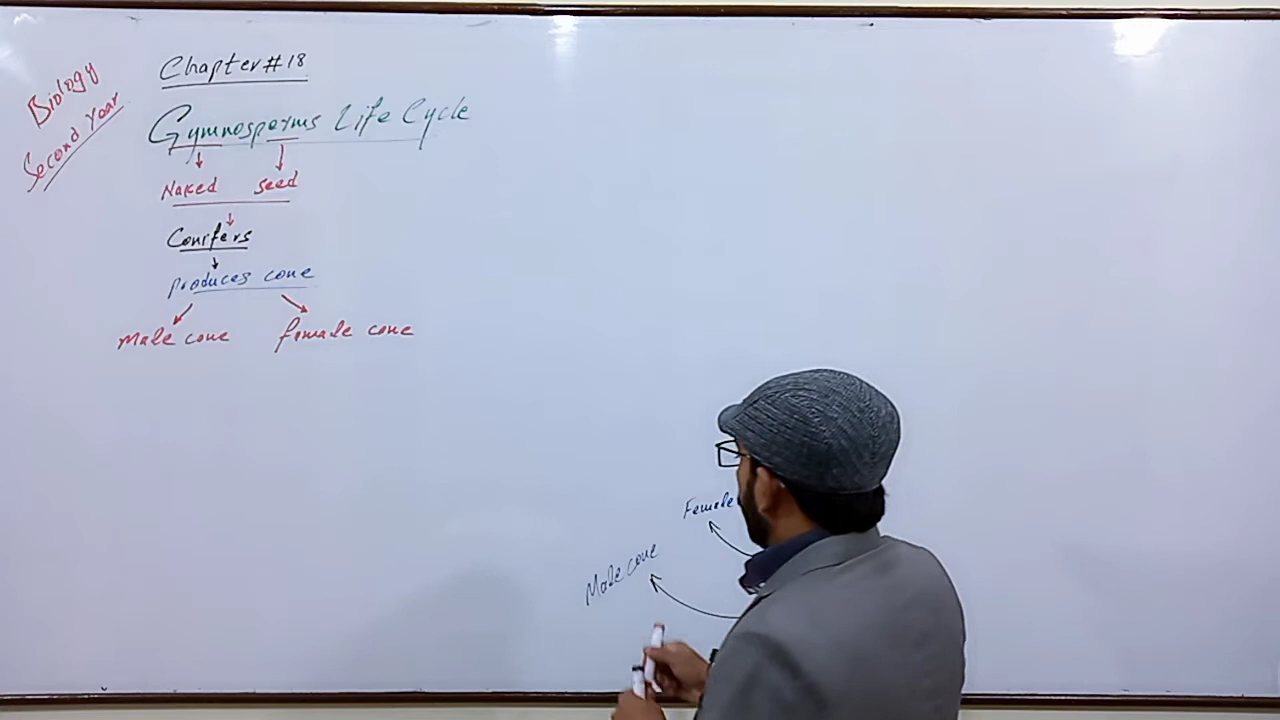 Biology
Second Year
Chapter # 18
Gymnosperms Life Cycle
Naked seed
Conifers
produces cone
male cone female cone
Female
Male cone